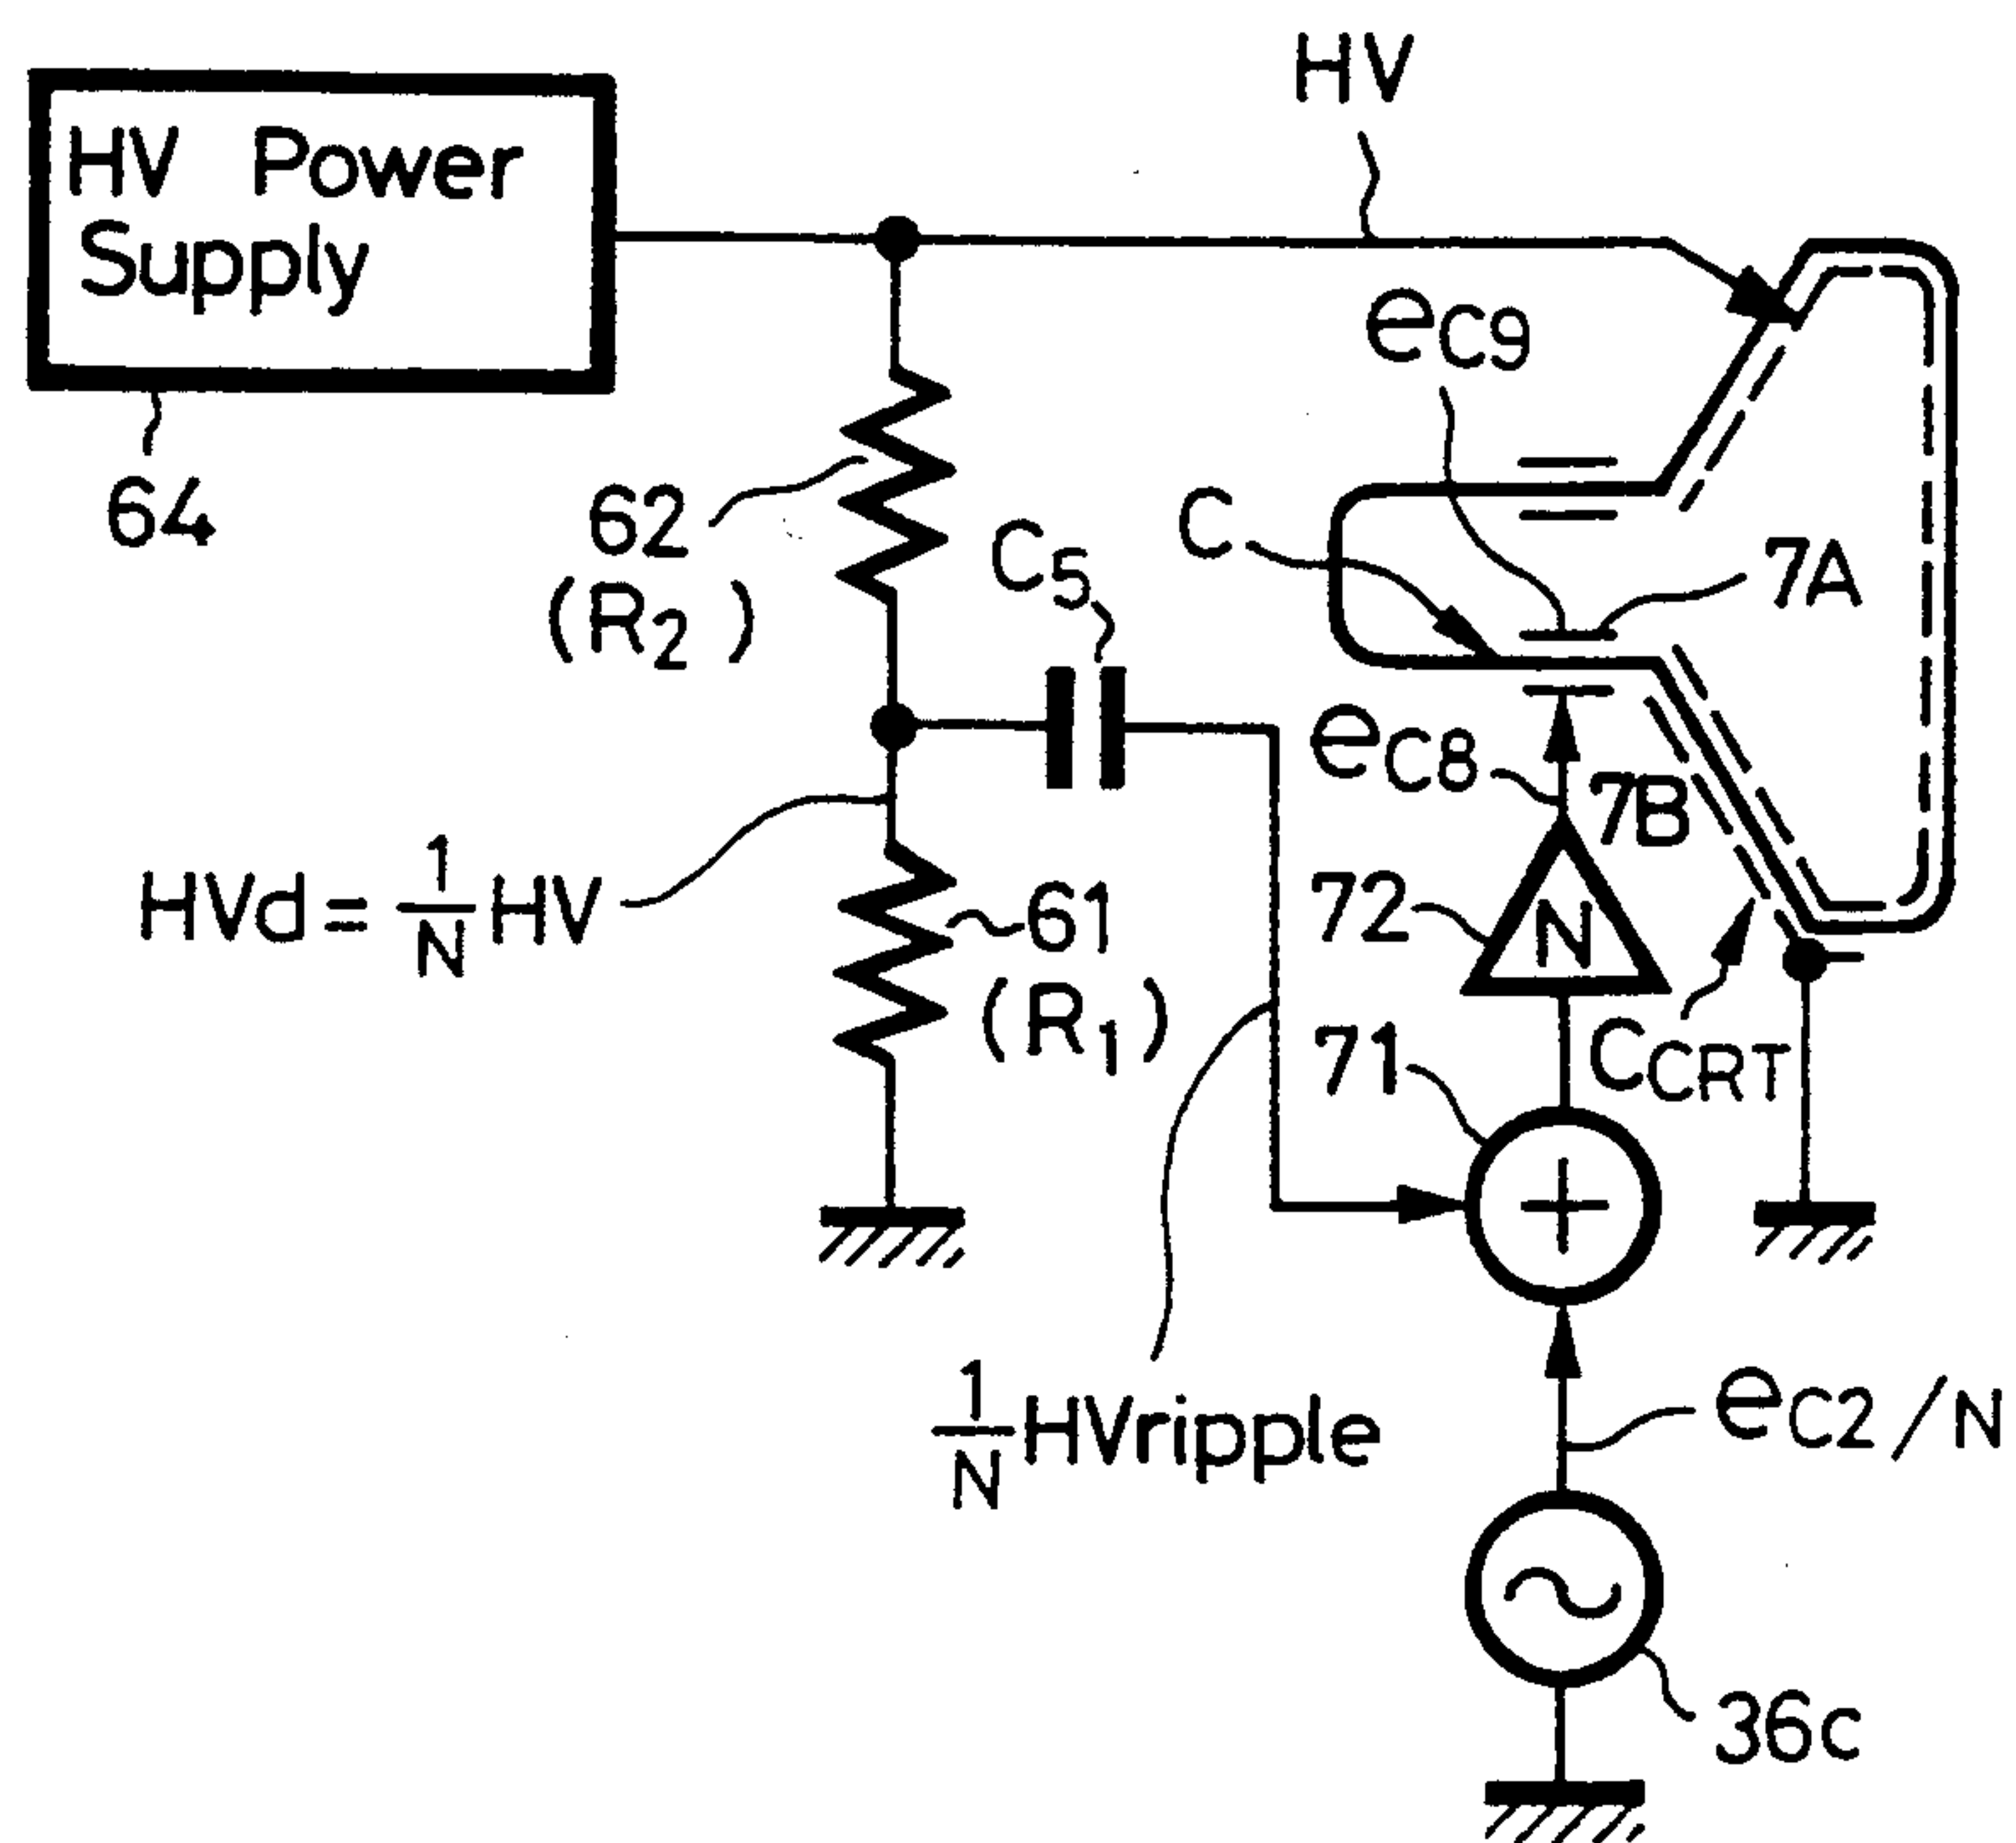 HV
HV Power
Supply
64
eC9
62
(R2)
C5
C
7A
eC8
7B
HVd = 1/N HV
61
(R1)
72
N
71
CCRT
+
1/N HVripple
eC2/N
36c